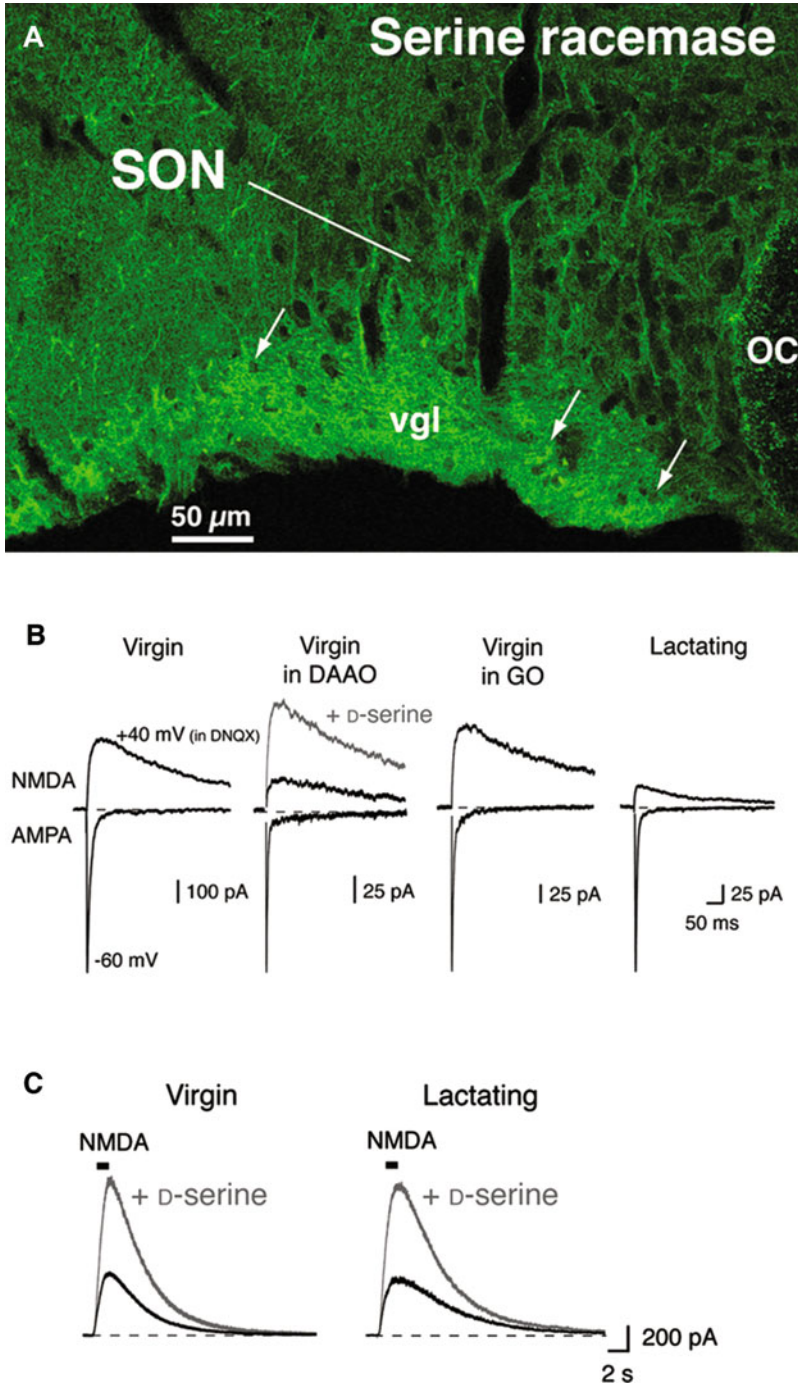 A
Serine racemase
SON
OC
vgl
50 µm
B
Virgin
Virgin
in DAAO
Virgin
in GO
Lactating
+40 mV (in DNQX)
+ D-serine
NMDA
AMPA
100 pA
25 pA
25 pA
25 pA
50 ms
-60 mV
C
Virgin
Lactating
NMDA
NMDA
+ D-serine
+ D-serine
200 pA
2 s